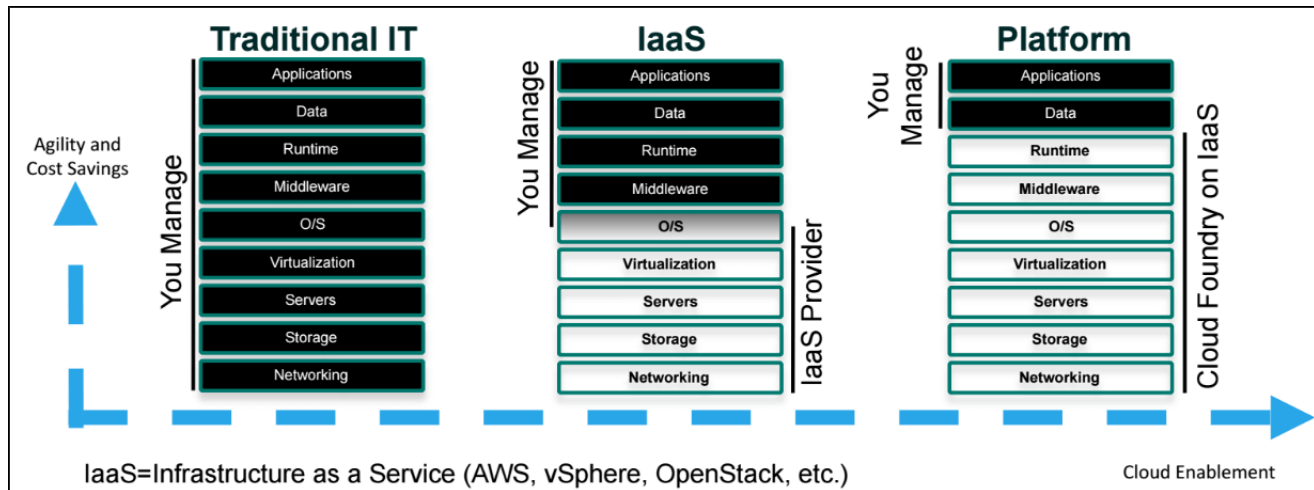 Traditional IT
IaaS
Platform
Agility and
Cost Savings
You Manage
Applications
Data
Runtime
Middleware
O/S
Virtualization
Servers
Storage
Networking
You Manage
Applications
Data
Runtime
Middleware
O/S
Virtualization
Servers
Storage
Networking
IaaS Provider
You
Manage
Applications
Data
Runtime
Middleware
O/S
Virtualization
Servers
Storage
Networking
Cloud Foundry on IaaS
IaaS=Infrastructure as a Service (AWS, vSphere, OpenStack, etc.)
Cloud Enablement